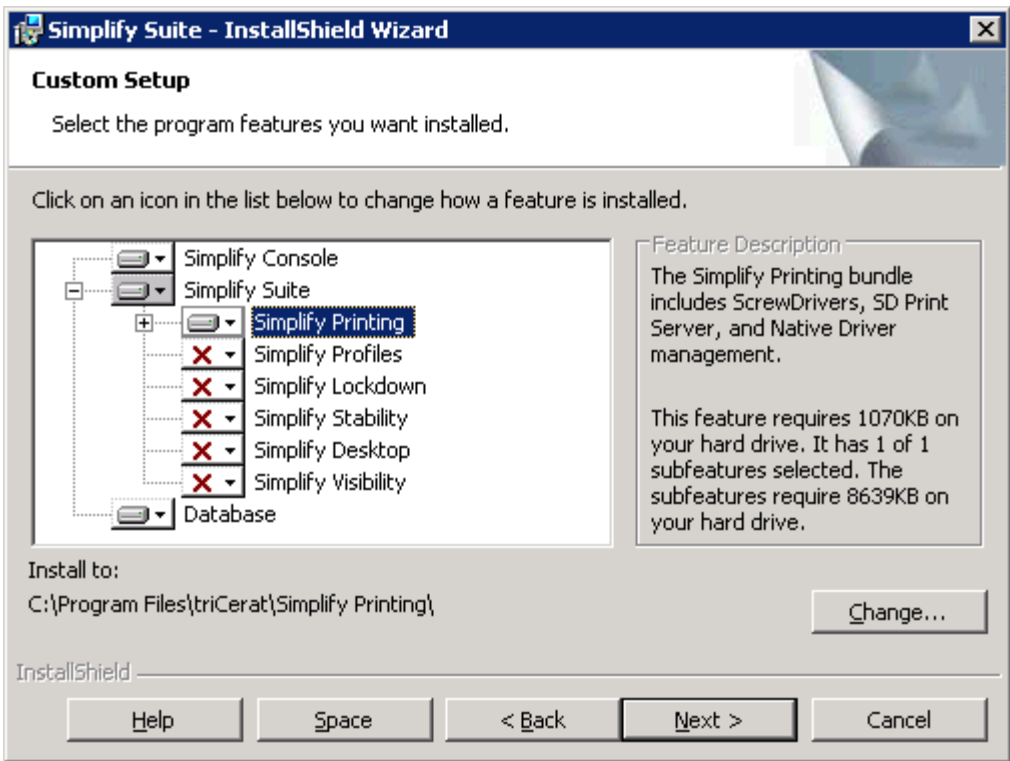 Simplify Suite - InstallShield Wizard
Custom Setup
Select the program features you want installed.
Click on an icon in the list below to change how a feature is installed.
Simplify Console
Simplify Suite
Simplify Printing
Simplify Profiles
Simplify Lockdown
Simplify Stability
Simplify Desktop
Simplify Visibility
Database
Feature Description
The Simplify Printing bundle
includes ScrewDrivers, SD Print
Server, and Native Driver
management.
This feature requires 1070KB on
your hard drive. It has 1 of 1
subfeatures selected. The
subfeatures require 8639KB on
your hard drive.
Install to:
C:\Program Files\triCerat\Simplify Printing\
Change...
InstallShield
Help
Space
< Back
Next >
Cancel